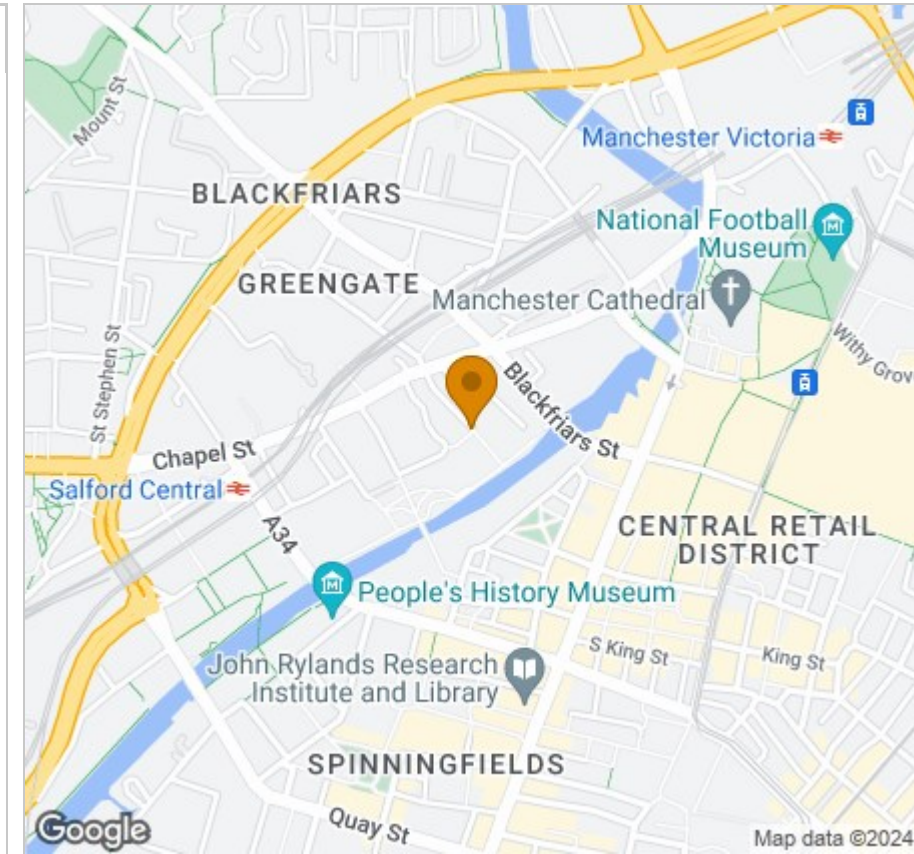 Mount St
Manchester Victoria
BLACKFRIARS
National Football
Museum
GREENGATE
Manchester Cathedral
St Stephen St
Withy Grov
Blackfriars St
Chapel St
Salford Central
A34
CENTRAL RETAIL
DISTRICT
People's History Museum
S King St
King St
John Rylands Research
Institute and Library
SPINNINGFIELDS
Quay St
Google
Map data ©2024